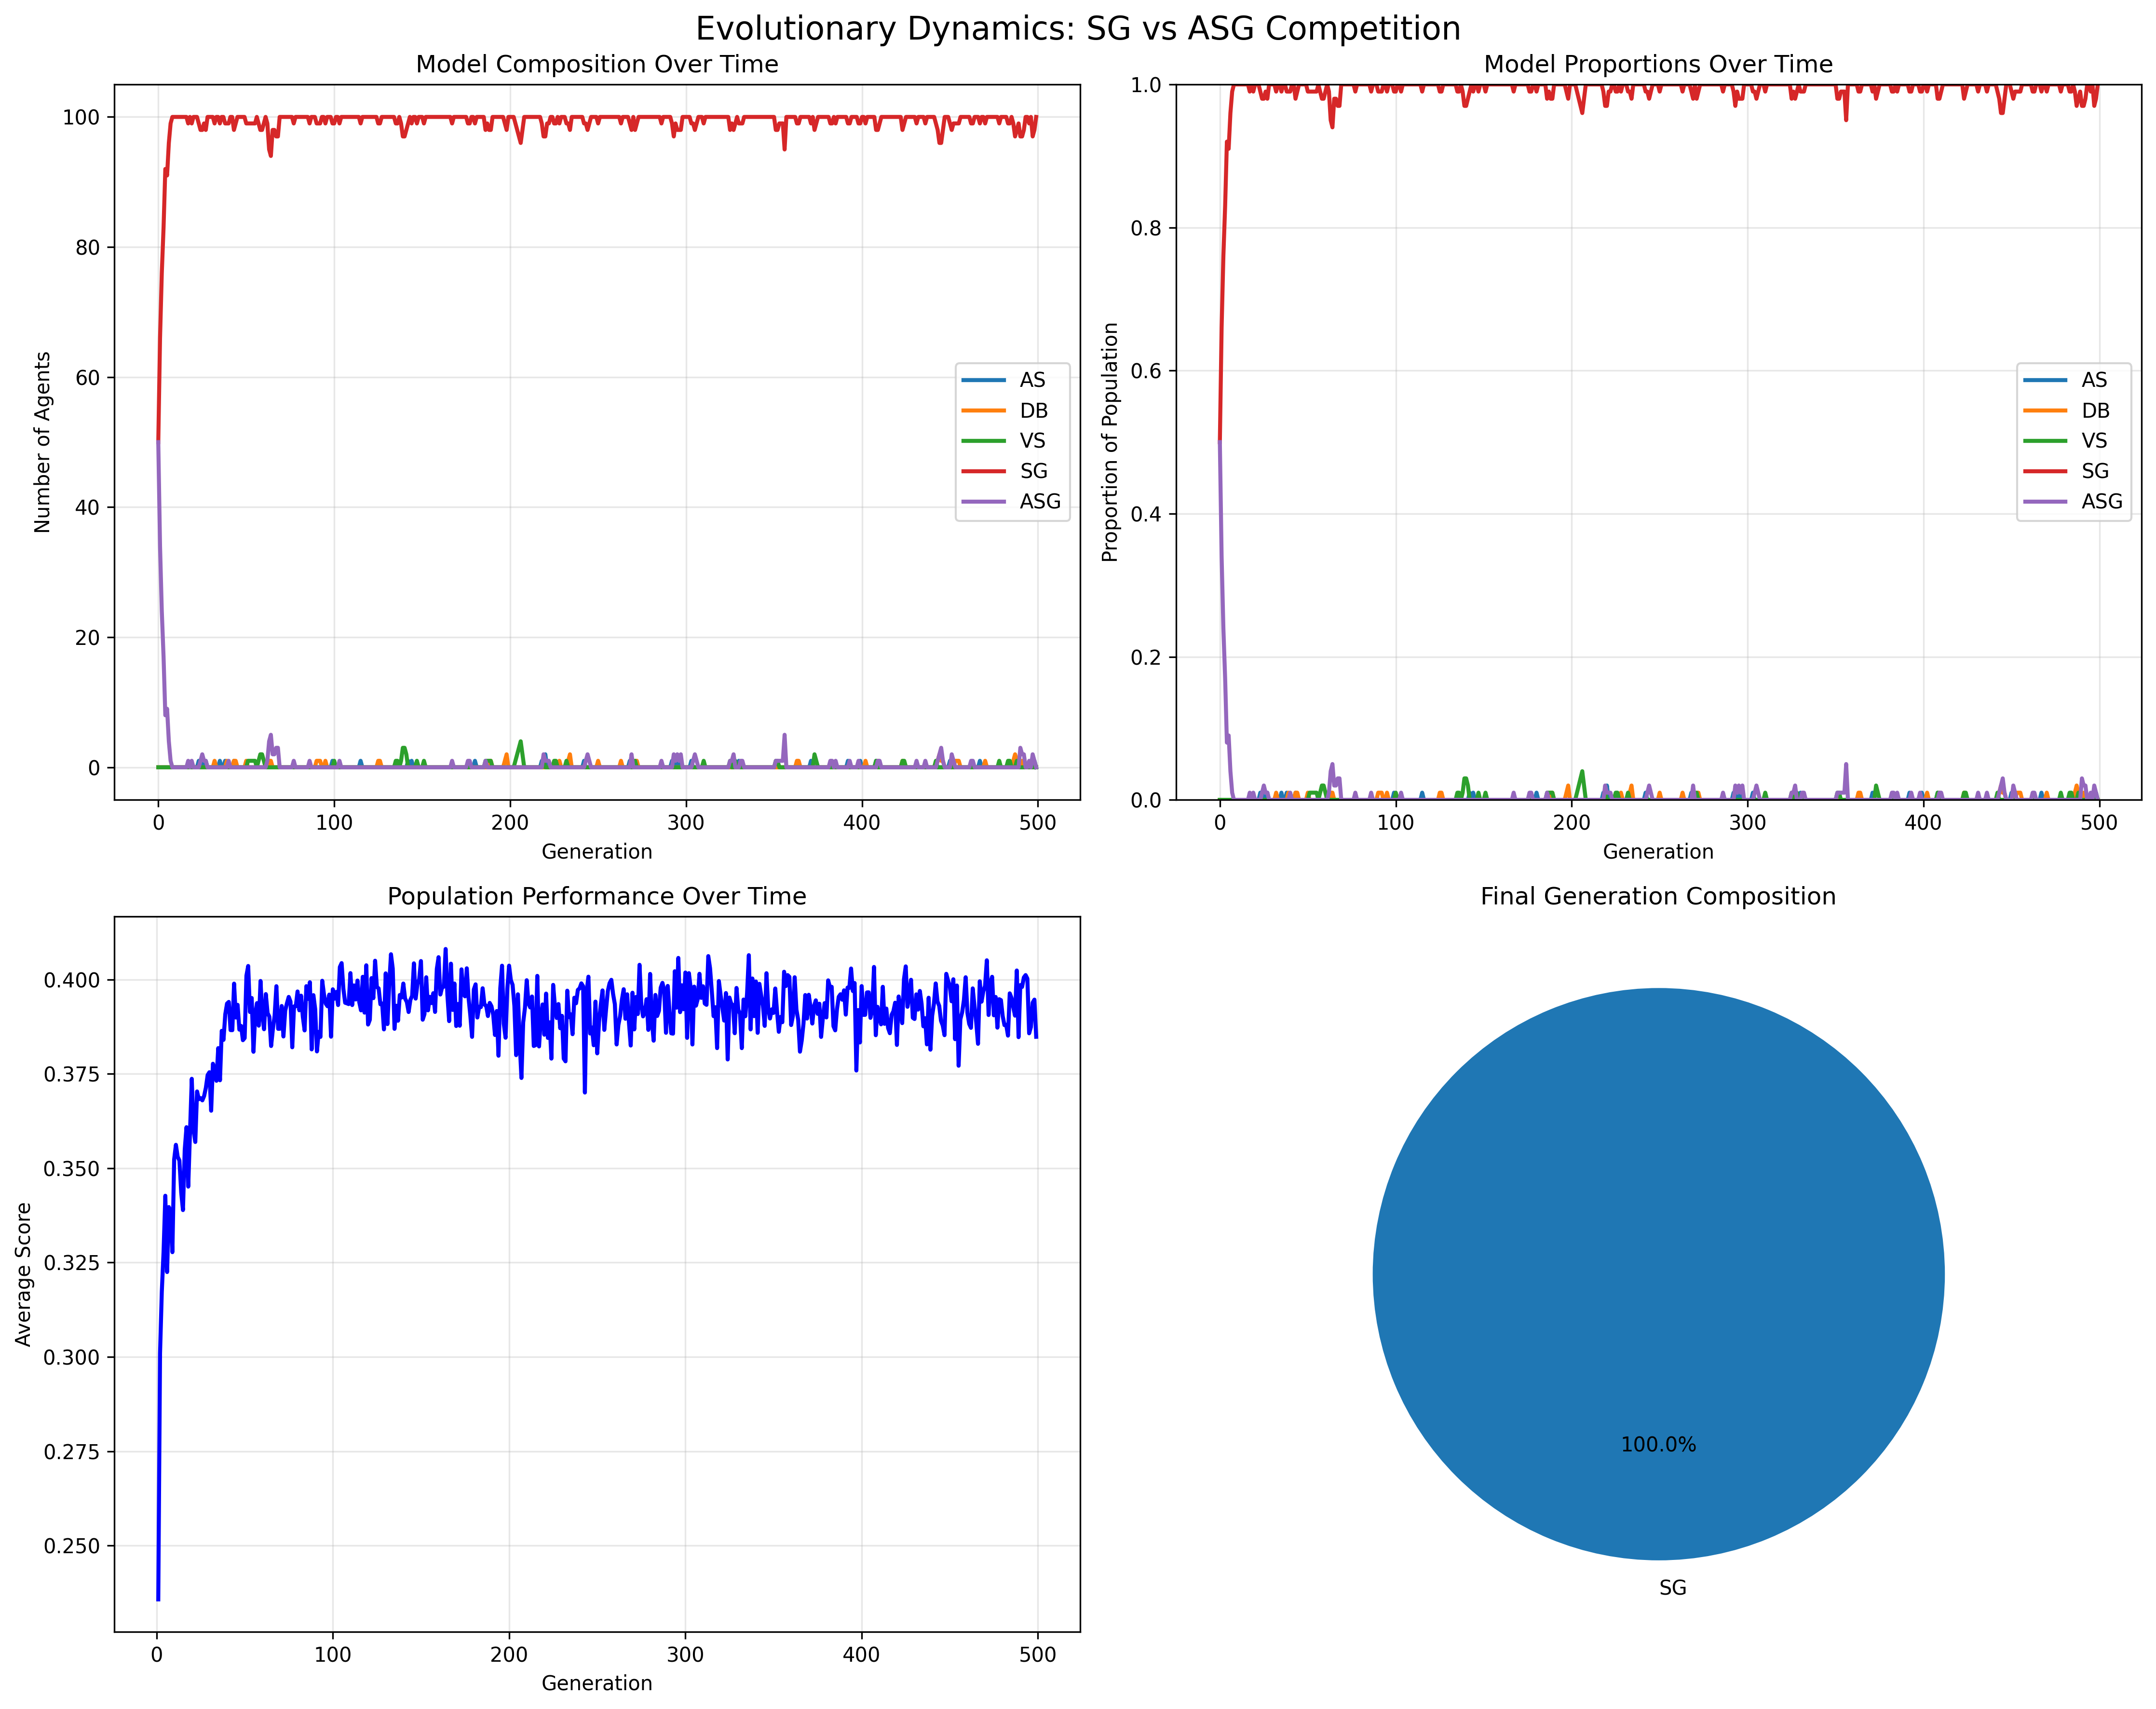 Evolutionary Dynamics: SG vs ASG Competition
Model Composition Over Time
Number of Agents
100
80
60
40
20
0
AS
DB
VS
SG
ASG
0 100 200 300 400 500
Generation
Model Proportions Over Time
Proportion of Population
1.0
0.8
0.6
0.4
0.2
0.0
AS
DB
VS
SG
ASG
0 100 200 300 400 500
Generation
Population Performance Over Time
Average Score
0.400
0.375
0.350
0.325
0.300
0.275
0.250
0 100 200 300 400 500
Generation
Final Generation Composition
100.0%
SG